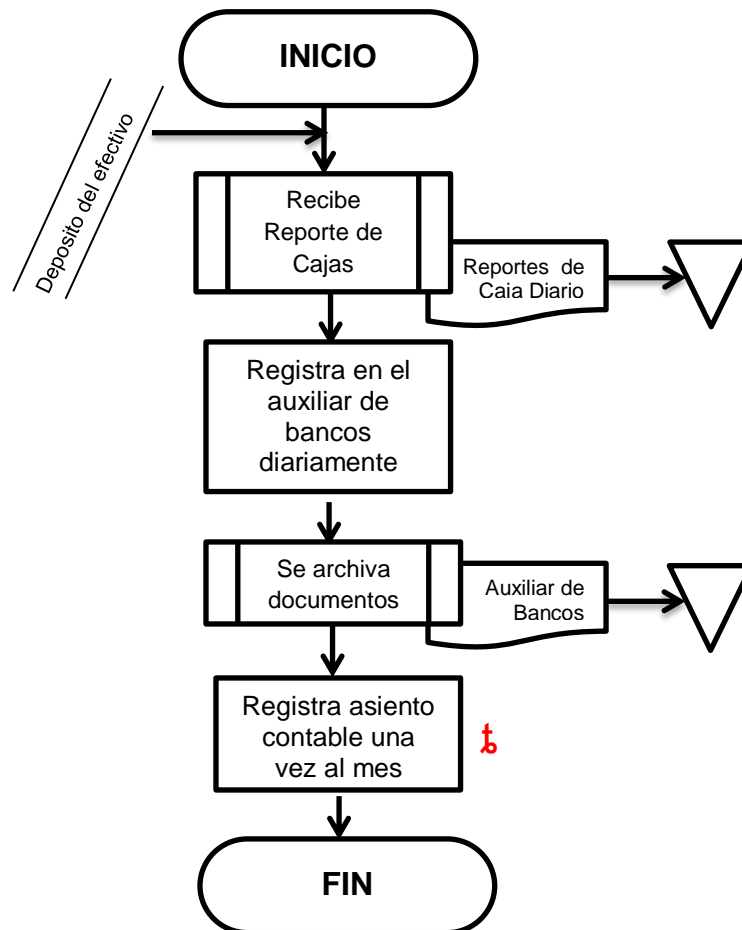 INICIO
Deposito del efectivo
Recibe
Reporte de
Cajas
Reportes de
Caia Diario
Registra en el
auxiliar de
bancos
diariamente
Se archiva
documentos
Auxiliar de
Bancos
Registra asiento
contable una
vez al mes
FIN